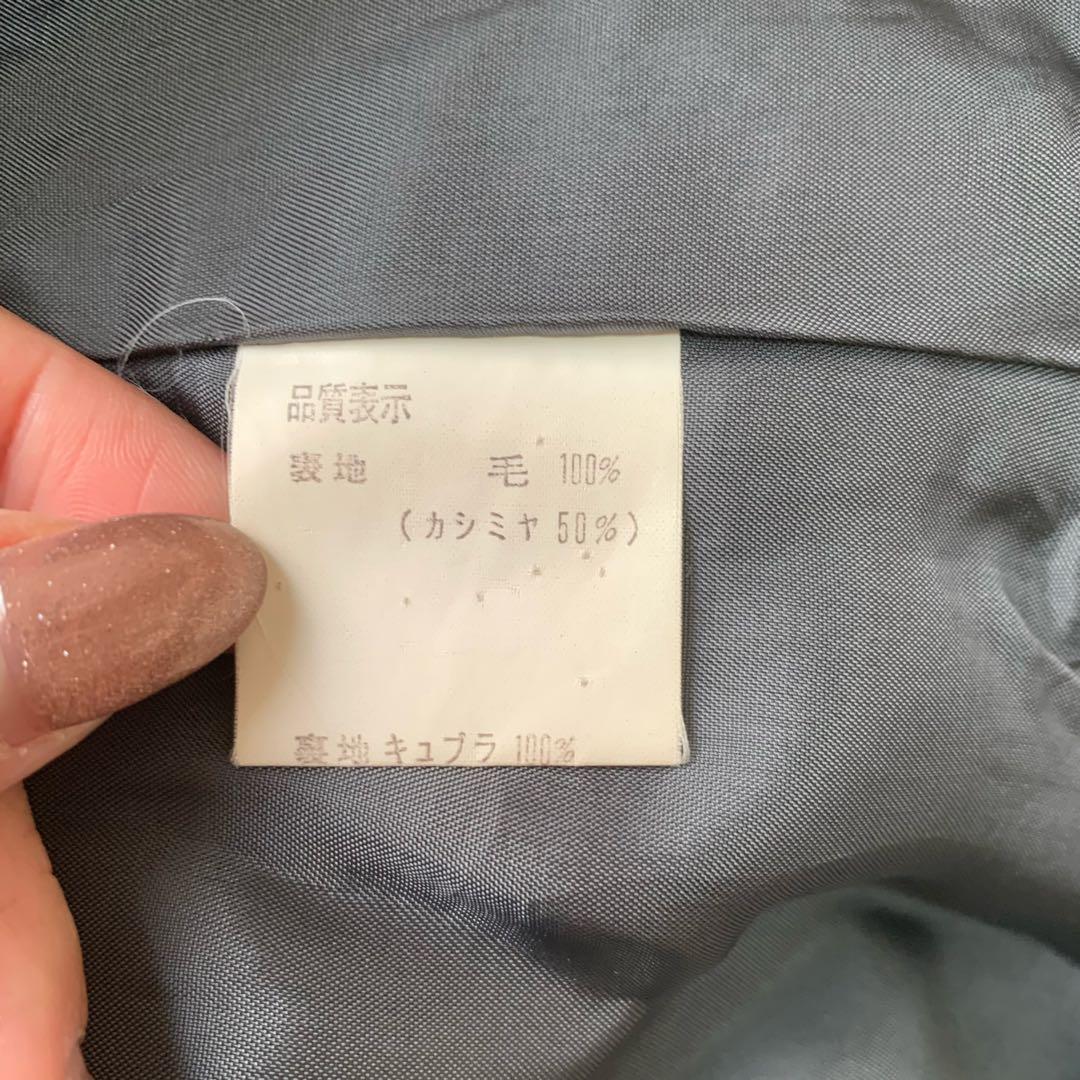 品質表示
表地 毛 100%
(カシミヤ 50%)
裏地 キュプラ 100%